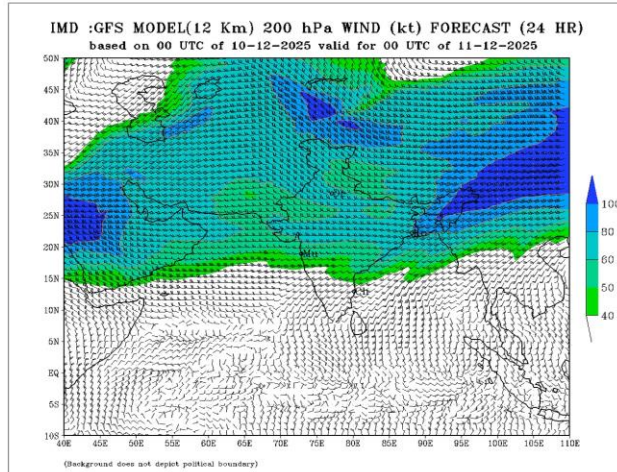 IMD :GFS MODEL(12 Km) 200 hPa WIND (kt) FORECAST (24 HR)
based on 00 UTC of 10-12-2025 valid for 00 UTC of 11-12-2025
50N
45N
40N
35N
30N
25N
20N
15N
10N
5N
EQ
5S
10S
40E 45E 50E 55E 60E 65E 70E 75E 80E 85E 90E 95E 100E 105E 110E
Mu
100
80
60
50
40
(Background does not depict political boundary)